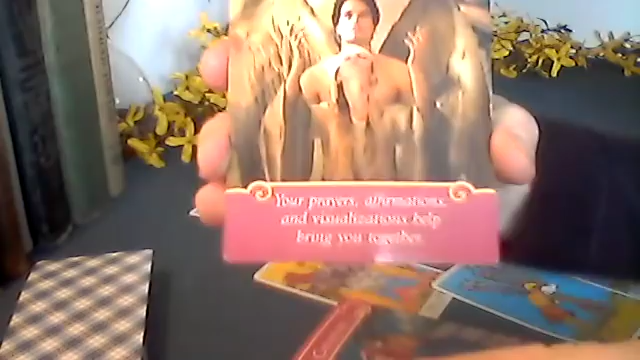 Your prayers, affirmations,
and visualizations help
bring you together.